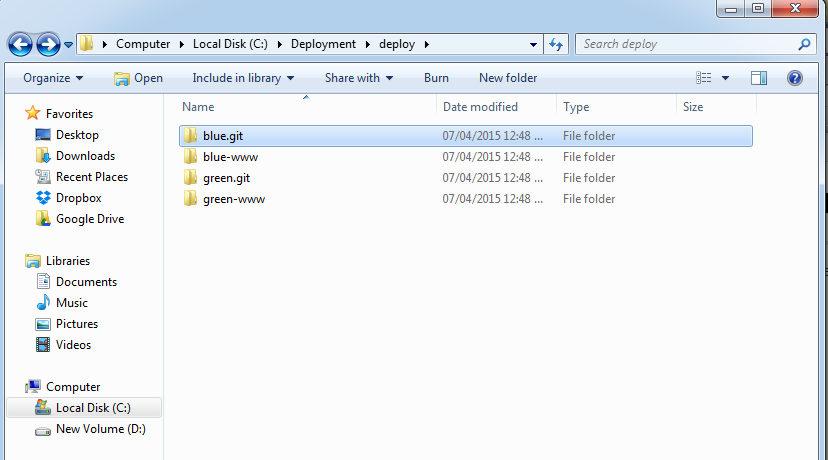 Computer Local Disk (C:) Deployment deploy Search deploy
Organize Open Include in library Share with Burn New folder
Favorites
Desktop
Downloads
Recent Places
Dropbox
Google Drive
Libraries
Documents
Music
Pictures
Videos
Computer
Local Disk (C:)
New Volume (D:)
Name Date modified Type Size
blue.git 07/04/2015 12:48 ... File folder
blue-www 07/04/2015 12:48 ... File folder
green.git 07/04/2015 12:48 ... File folder
green-www 07/04/2015 12:48 ... File folder